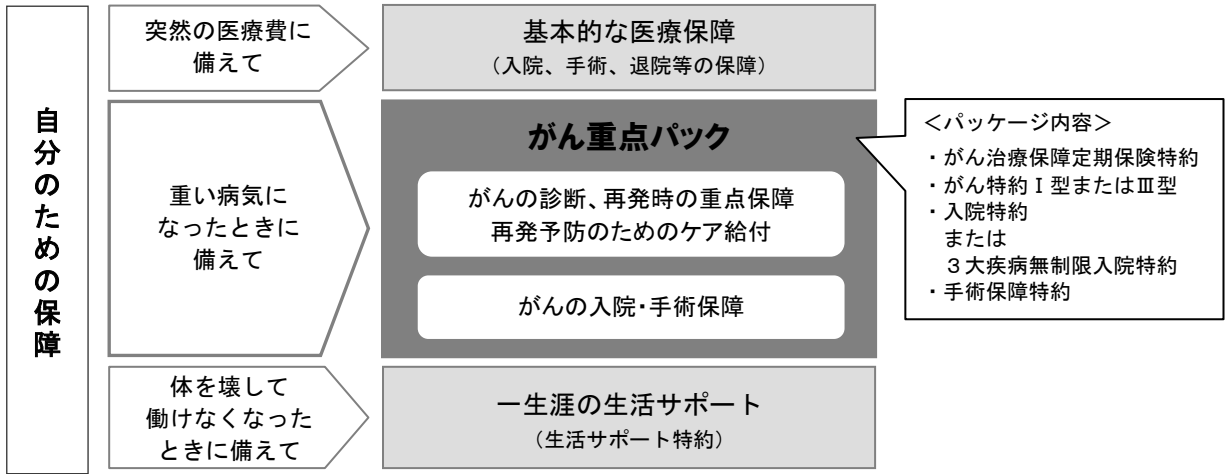 自分のための保障
突然の医療費に
備えて
基本的な医療保障
（入院、手術、退院等の保障）
重い病気に
なったときに
備えて
がん重点パック
がんの診断、再発時の重点保障
再発予防のためのケア給付
がんの入院・手術保障
＜パッケージ内容＞
・がん治療保障定期保険特約
・がん特約Ⅰ型またはⅢ型
・入院特約
または
３大疾病無制限入院特約
・手術保障特約
体を壊して
働けなくなった
ときに備えて
一生涯の生活サポート
（生活サポート特約）